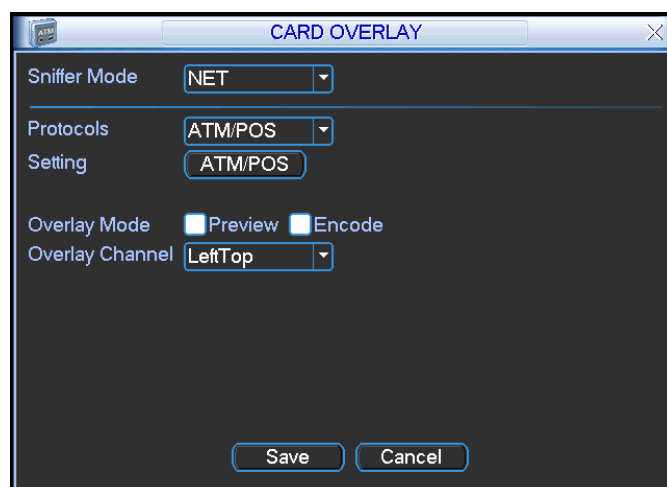 ATM
CARD OVERLAY
Sniffer Mode NET
Protocols ATM/POS
Setting ATM/POS
Overlay Mode Preview Encode
Overlay Channel LeftTop
Save Cancel